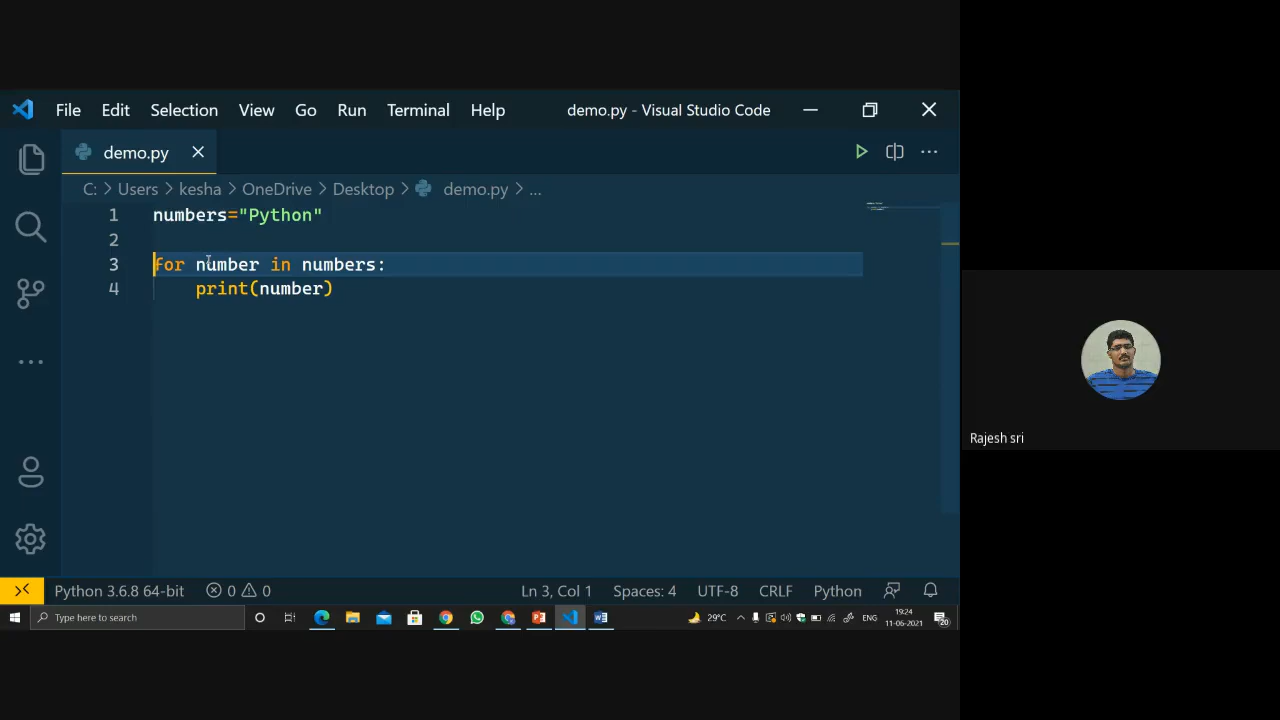 File Edit Selection View Go Run Terminal Help demo.py - Visual Studio Code
demo.py
C: > Users > kesha > OneDrive > Desktop > demo.py > ...
1 numbers="Python"
2
3 for number in numbers:
4     print(number)
Rajesh sri
Python 3.6.8 64-bit 0 0 Ln 3, Col 1 Spaces: 4 UTF-8 CRLF Python
Type here to search 29°C ENG 19:24
11-06-2021 20